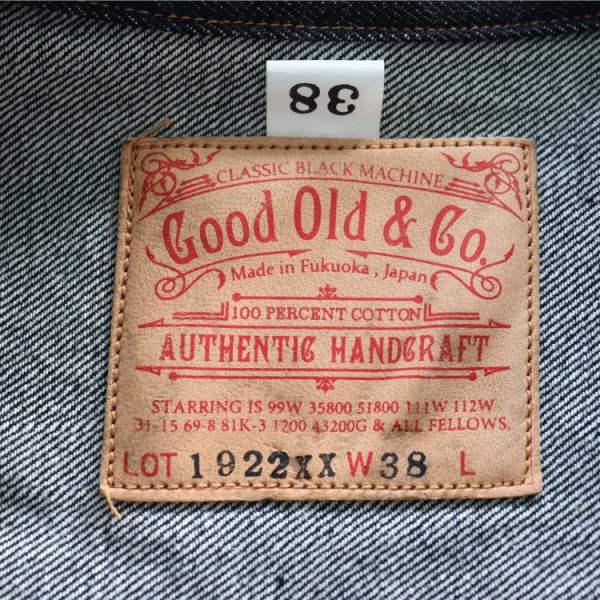 38
CLASSIC BLACK MACHINE
Good Old & Co.
Made in Fukuoka, Japan
100 PERCENT COTTON
AUTHENTIC HANDCRAFT
STARRING IS 99W 35800 51800 111W 112W
31-15 69-8 81K-3 1200 43200G & ALL FELLOWS.
LOT 1922XX W38 L